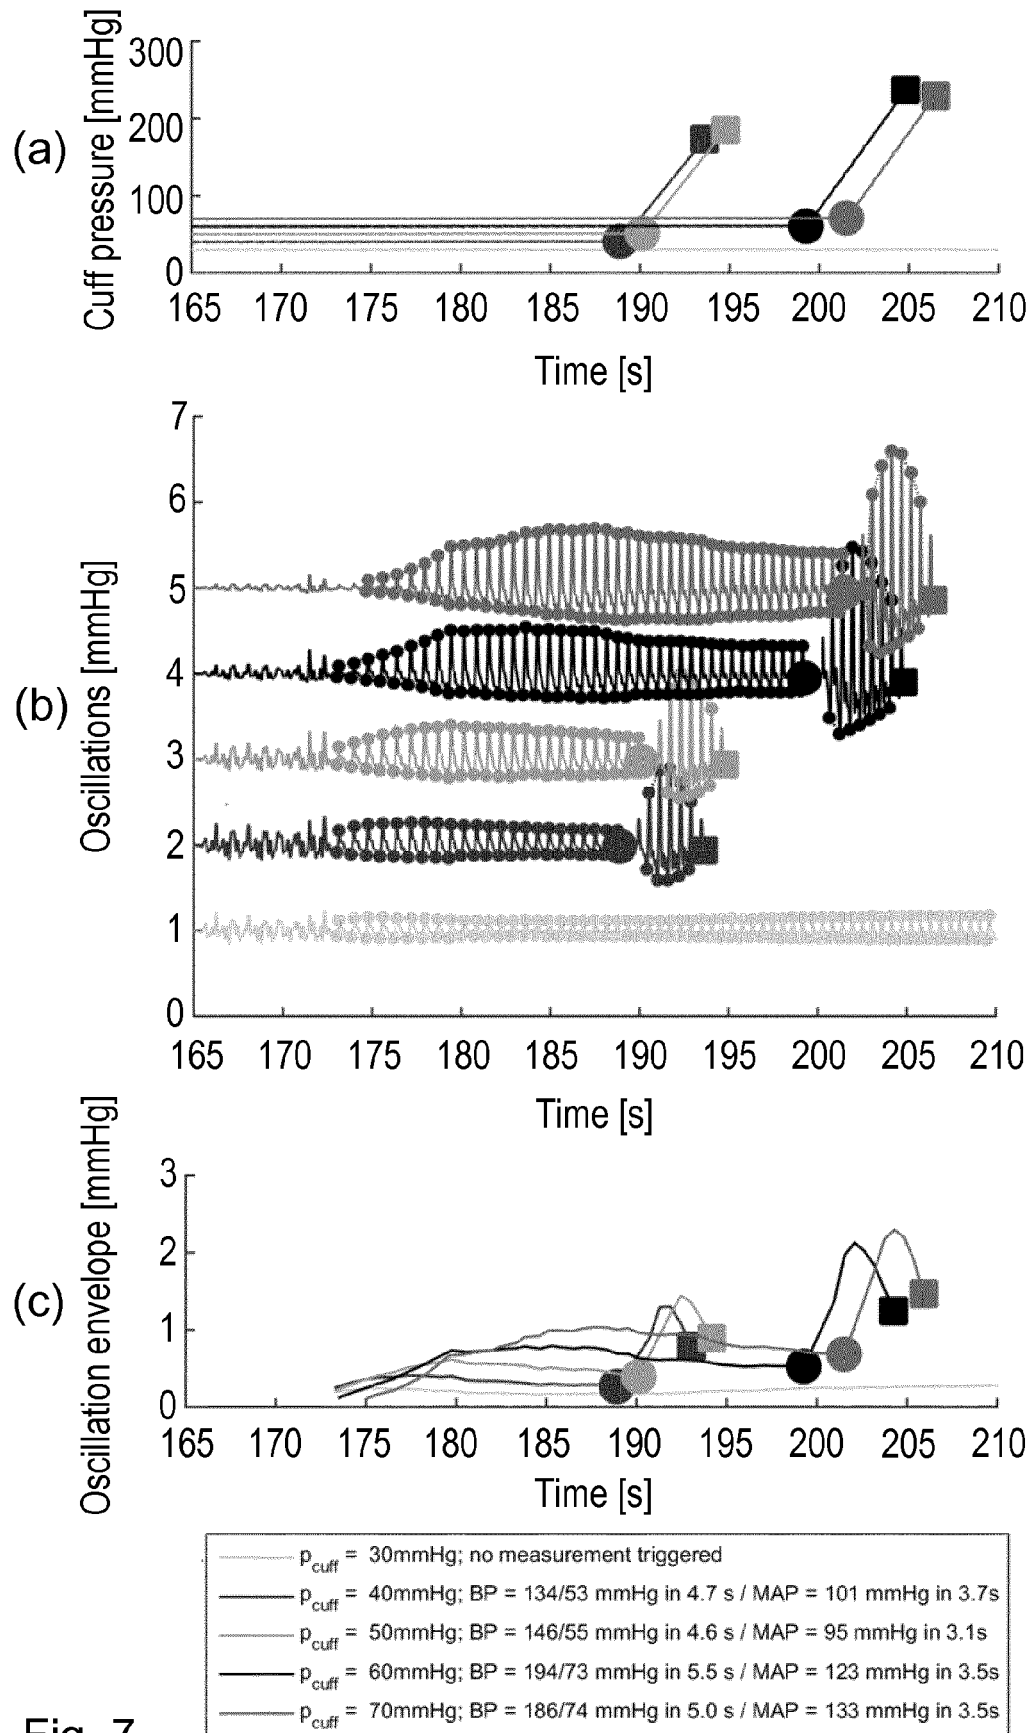 (a)
Cuff pressure [mmHg]
300
200
100
0
165 170 175 180 185 190 195 200 205 210
Time [s]
(b)
Oscillations [mmHg]
7
6
5
4
3
2
1
0
165 170 175 180 185 190 195 200 205 210
Time [s]
(c)
Oscillation envelope [mmHg]
3
2
1
0
165 170 175 180 185 190 195 200 205 210
Time [s]
p_cuff = 30mmHg; no measurement triggered
p_cuff = 40mmHg; BP = 134/53 mmHg in 4.7 s / MAP = 101 mmHg in 3.7s
p_cuff = 50mmHg; BP = 146/55 mmHg in 4.6 s / MAP = 95 mmHg in 3.1s
p_cuff = 60mmHg; BP = 194/73 mmHg in 5.5 s / MAP = 123 mmHg in 3.5s
p_cuff = 70mmHg; BP = 186/74 mmHg in 5.0 s / MAP = 133 mmHg in 3.5s
Fig. 7